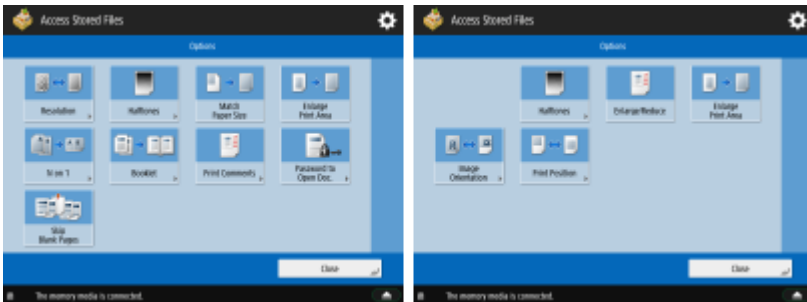 Access Stored Files
Options
Resolution
Halftones
Match
Paper Size
Enlarge
Print Area
N on 1
Booklet
Print Comments
Password to
Open Doc.
Skip
Blank Pages
Close
The memory media is connected.
Access Stored Files
Options
Halftones
Enlarge/Reduce
Enlarge
Print Area
Image
Orientation
Print Position
Close
The memory media is connected.